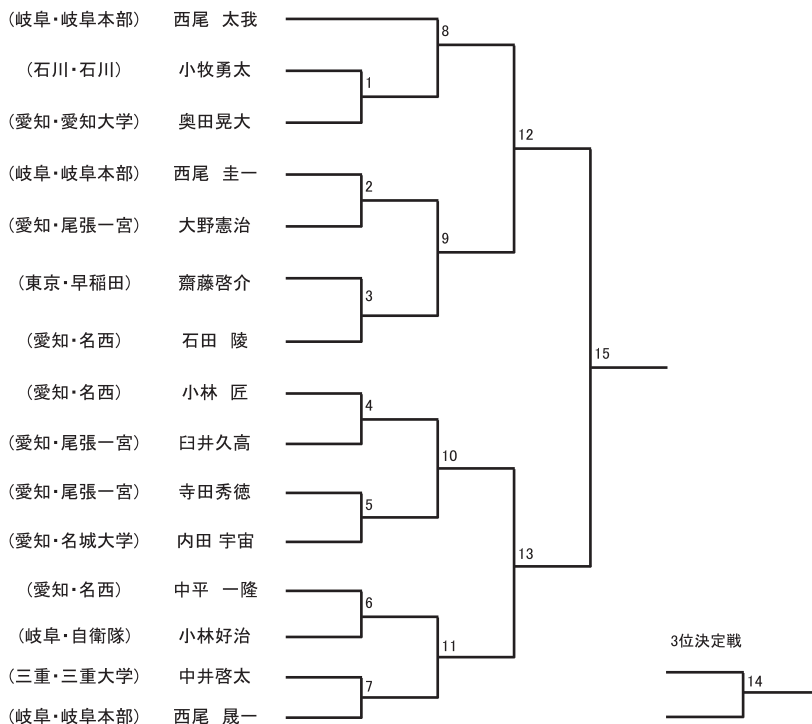 (岐阜・岐阜本部) 西尾 太我
8
(石川・石川) 小牧勇太
1
(愛知・愛知大学) 奥田晃大
12
(岐阜・岐阜本部) 西尾 圭一
2
(愛知・尾張一宮) 大野憲治
9
(東京・早稲田) 齋藤啓介
3
(愛知・名西) 石田 陵
15
(愛知・名西) 小林 匠
4
(愛知・尾張一宮) 臼井久高
10
(愛知・尾張一宮) 寺田秀徳
5
(愛知・名城大学) 内田 宇宙
13
(愛知・名西) 中平 一隆
6
(岐阜・自衛隊) 小林好治
3位決定戦
11
(三重・三重大学) 中井啓太
7
14
(岐阜・岐阜本部) 西尾 晟一